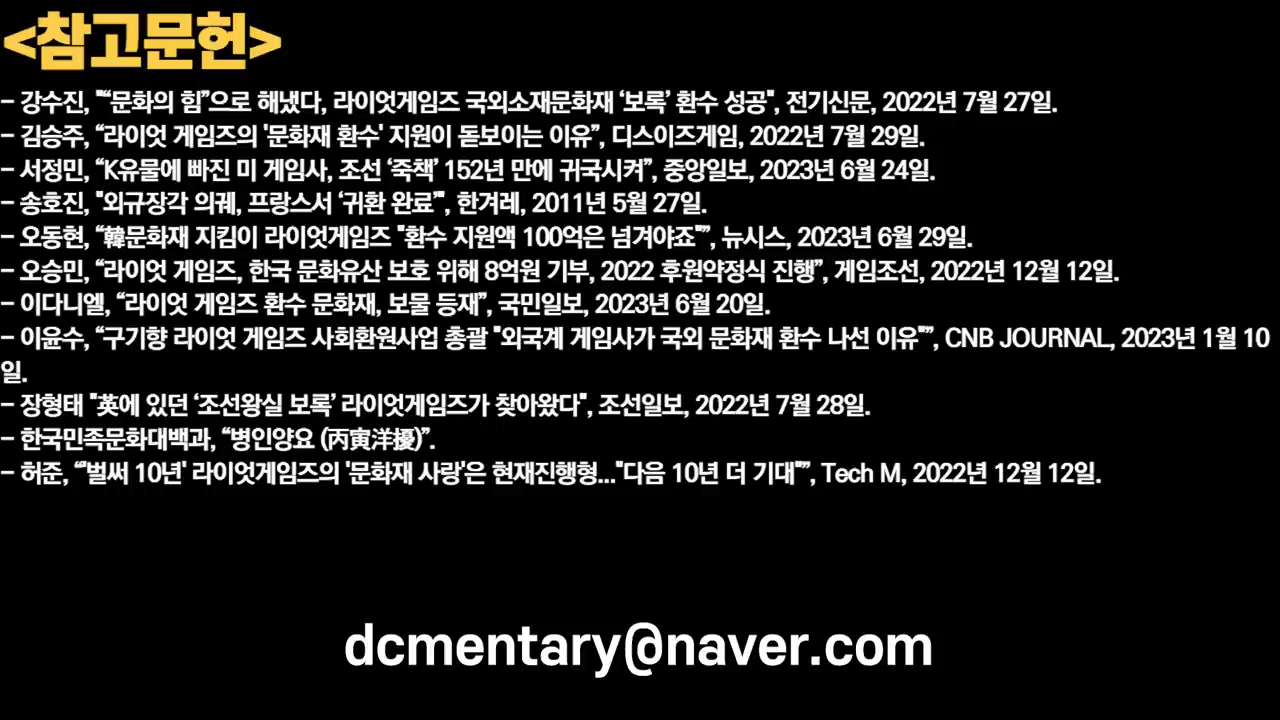 <참고문헌>
- 강수진, "“문화의 힘”으로 해냈다, 라이엇게임즈 국외소재문화재 ‘보록’ 환수 성공", 전기신문, 2022년 7월 27일.
- 김승주, “라이엇 게임즈의 '문화재 환수' 지원이 돋보이는 이유”, 디스이즈게임, 2022년 7월 29일.
- 서정민, “K유물에 빠진 미 게임사, 조선 ‘죽책’ 152년 만에 귀국시켜”, 중앙일보, 2023년 6월 24일.
- 송호진, "외규장각 의궤, 프랑스서 ‘귀환 완료’", 한겨레, 2011년 5월 27일.
- 오동현, “韓문화재 지킴이 라이엇게임즈 "환수 지원액 100억은 넘겨야죠"”, 뉴시스, 2023년 6월 29일.
- 오승민, “라이엇 게임즈, 한국 문화유산 보호 위해 8억원 기부, 2022 후원약정식 진행”, 게임조선, 2022년 12월 12일.
- 이다니엘, “라이엇 게임즈 환수 문화재, 보물 등재”, 국민일보, 2023년 6월 20일.
- 이윤수, “구기향 라이엇 게임즈 사회환원사업 총괄 "외국계 게임사가 국외 문화재 환수 나선 이유"”, CNB JOURNAL, 2023년 1월 10
일.
- 장형태 "英에 있던 ‘조선왕실 보록’ 라이엇게임즈가 찾아왔다", 조선일보, 2022년 7월 28일.
- 한국민족문화대백과, “병인양요 (丙寅洋擾)”.
- 허준, “'벌써 10년' 라이엇게임즈의 '문화재 사랑'은 현재진행형..."다음 10년 더 기대"”, Tech M, 2022년 12월 12일.
dcmentary@naver.com